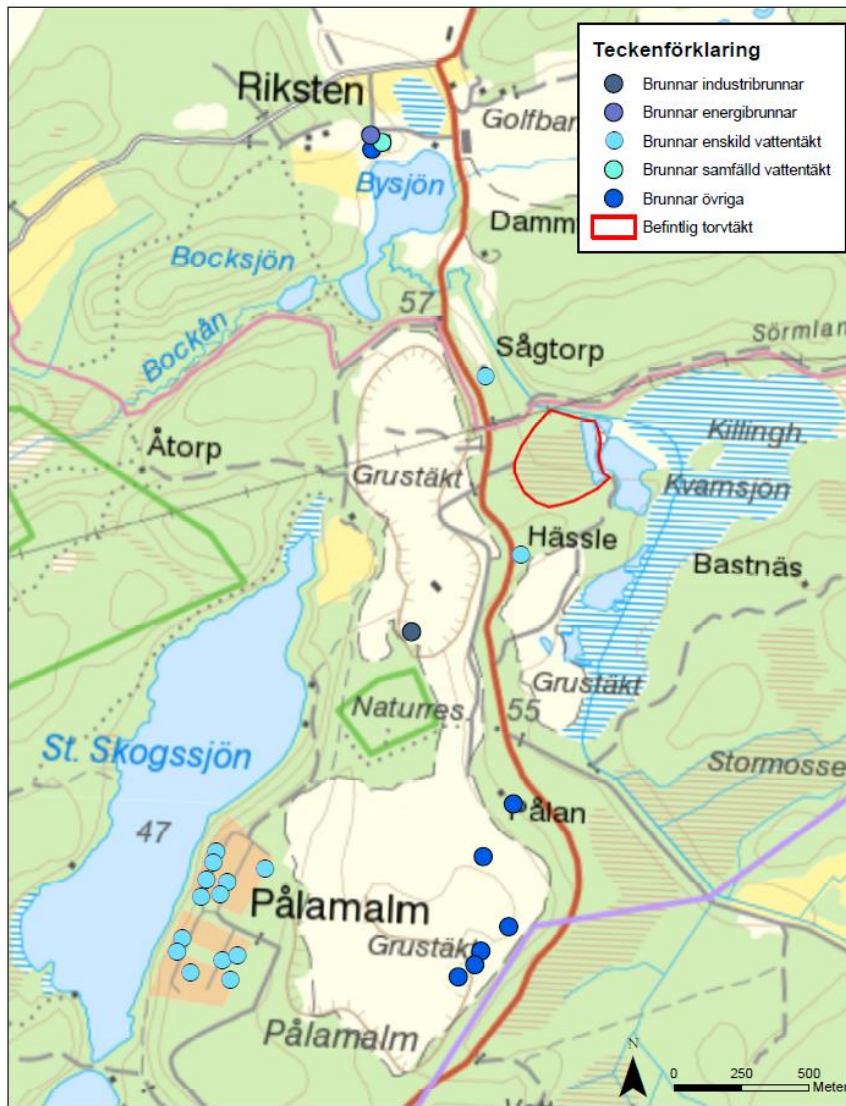 Teckenförklaring
Brunnar industribrunnar
Brunnar energibrunnar
Brunnar enskild vattentäkt
Brunnar samfälld vattentäkt
Brunnar övriga
Befintlig torvtäkt
Riksten
Golfban
Bysjön
Damm
Bocksjön
57
Bockån
Sågtorp
Sörmlan
Åtorp
Killingh.
Grustäkt
Kvarnsjön
Hässle
Bastnäs
Grustäkt
Naturres.
55
St. Skogssjön
Stormosse
47
Pålan
Pålamalm
Grustäkt
Pålamalm
N
0 250 500
Meter